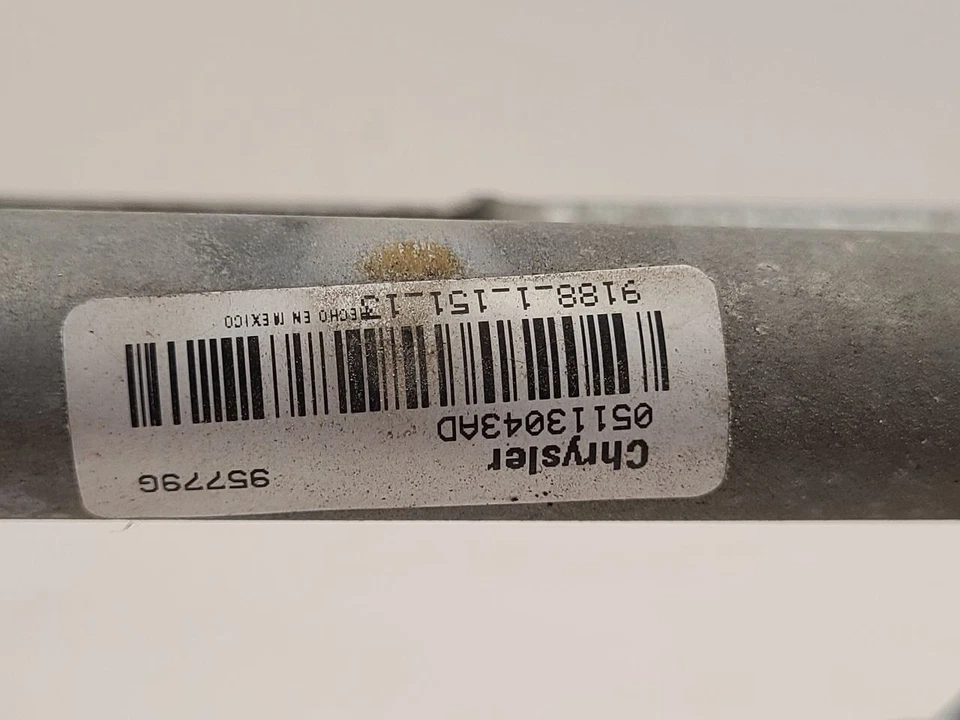 95779G
Chrysler
05113043AD
HECHO EN MEXICO
9188_1_151_13